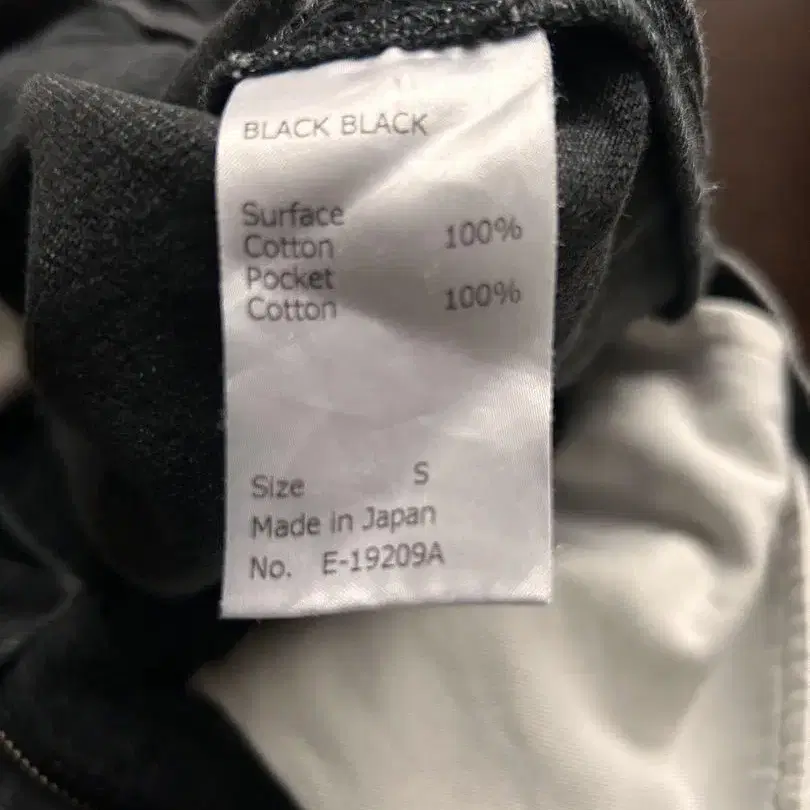 BLACK BLACK
Surface
Cotton 100%
Pocket
Cotton 100%
Size S
Made in Japan
No. E-19209A